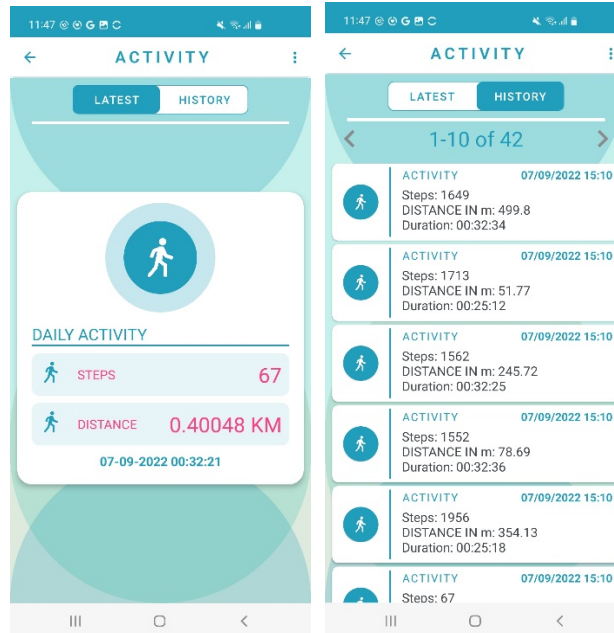 11:47 G
ACTIVITY
LATEST HISTORY
DAILY ACTIVITY
STEPS 67
DISTANCE 0.40048 KM
07-09-2022 00:32:21
11:47 G
ACTIVITY
LATEST HISTORY
1-10 of 42
ACTIVITY 07/09/2022 15:10
Steps: 1649
DISTANCE IN m: 499.8
Duration: 00:32:34
ACTIVITY 07/09/2022 15:10
Steps: 1713
DISTANCE IN m: 51.77
Duration: 00:25:12
ACTIVITY 07/09/2022 15:10
Steps: 1562
DISTANCE IN m: 245.72
Duration: 00:32:25
ACTIVITY 07/09/2022 15:10
Steps: 1552
DISTANCE IN m: 78.69
Duration: 00:32:36
ACTIVITY 07/09/2022 15:10
Steps: 1956
DISTANCE IN m: 354.13
Duration: 00:25:18
ACTIVITY 07/09/2022 15:10
Steps: 67